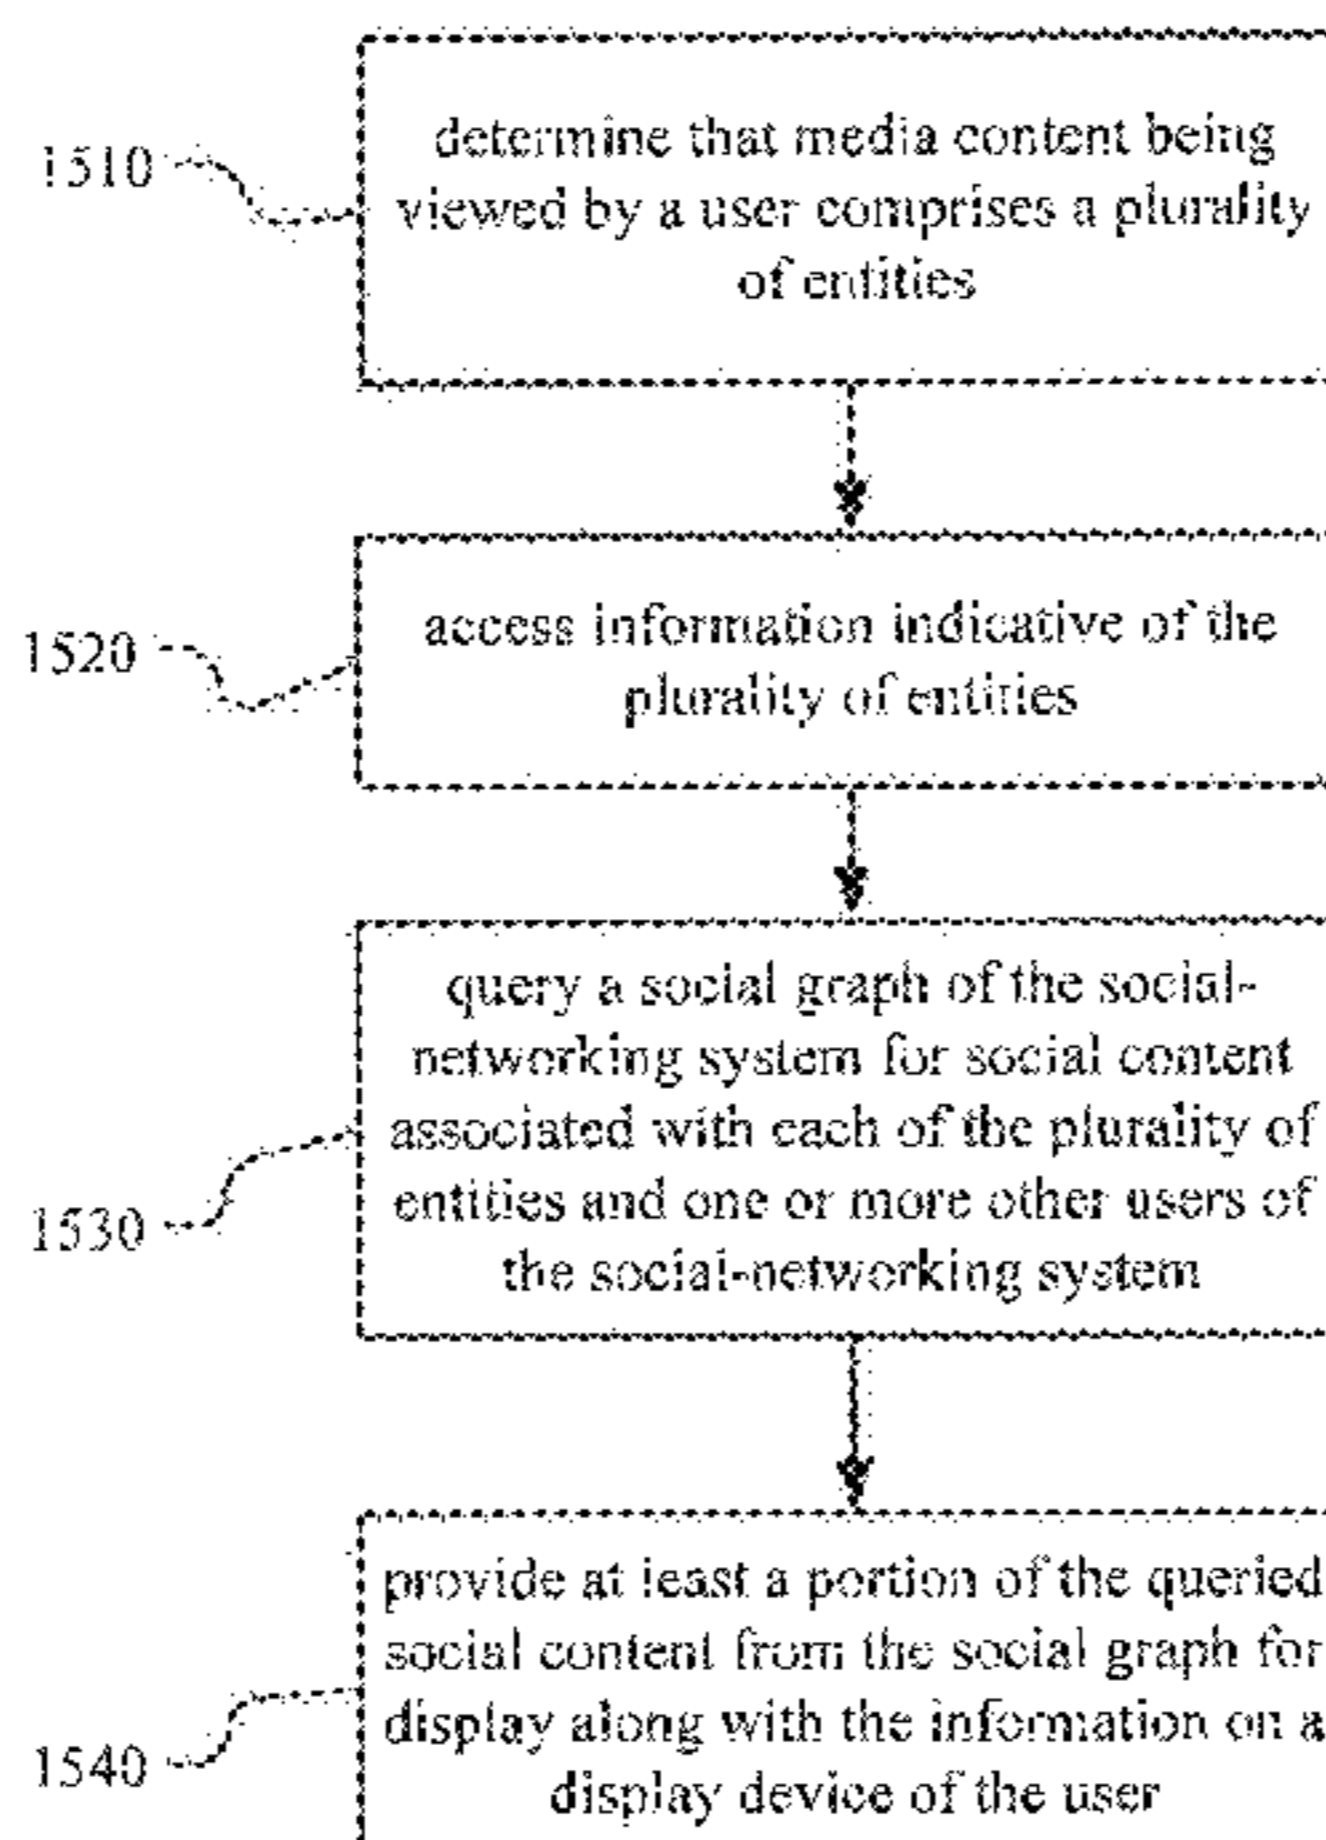 1510
determine that media content being
viewed by a user comprises a plurality
of entities
1520
access information indicative of the
plurality of entities
1530
query a social graph of the social-
networking system for social content
associated with each of the plurality of
entities and one or more other users of
the social-networking system
1540
provide at least a portion of the queried
social content from the social graph for
display along with the information on a
display device of the user